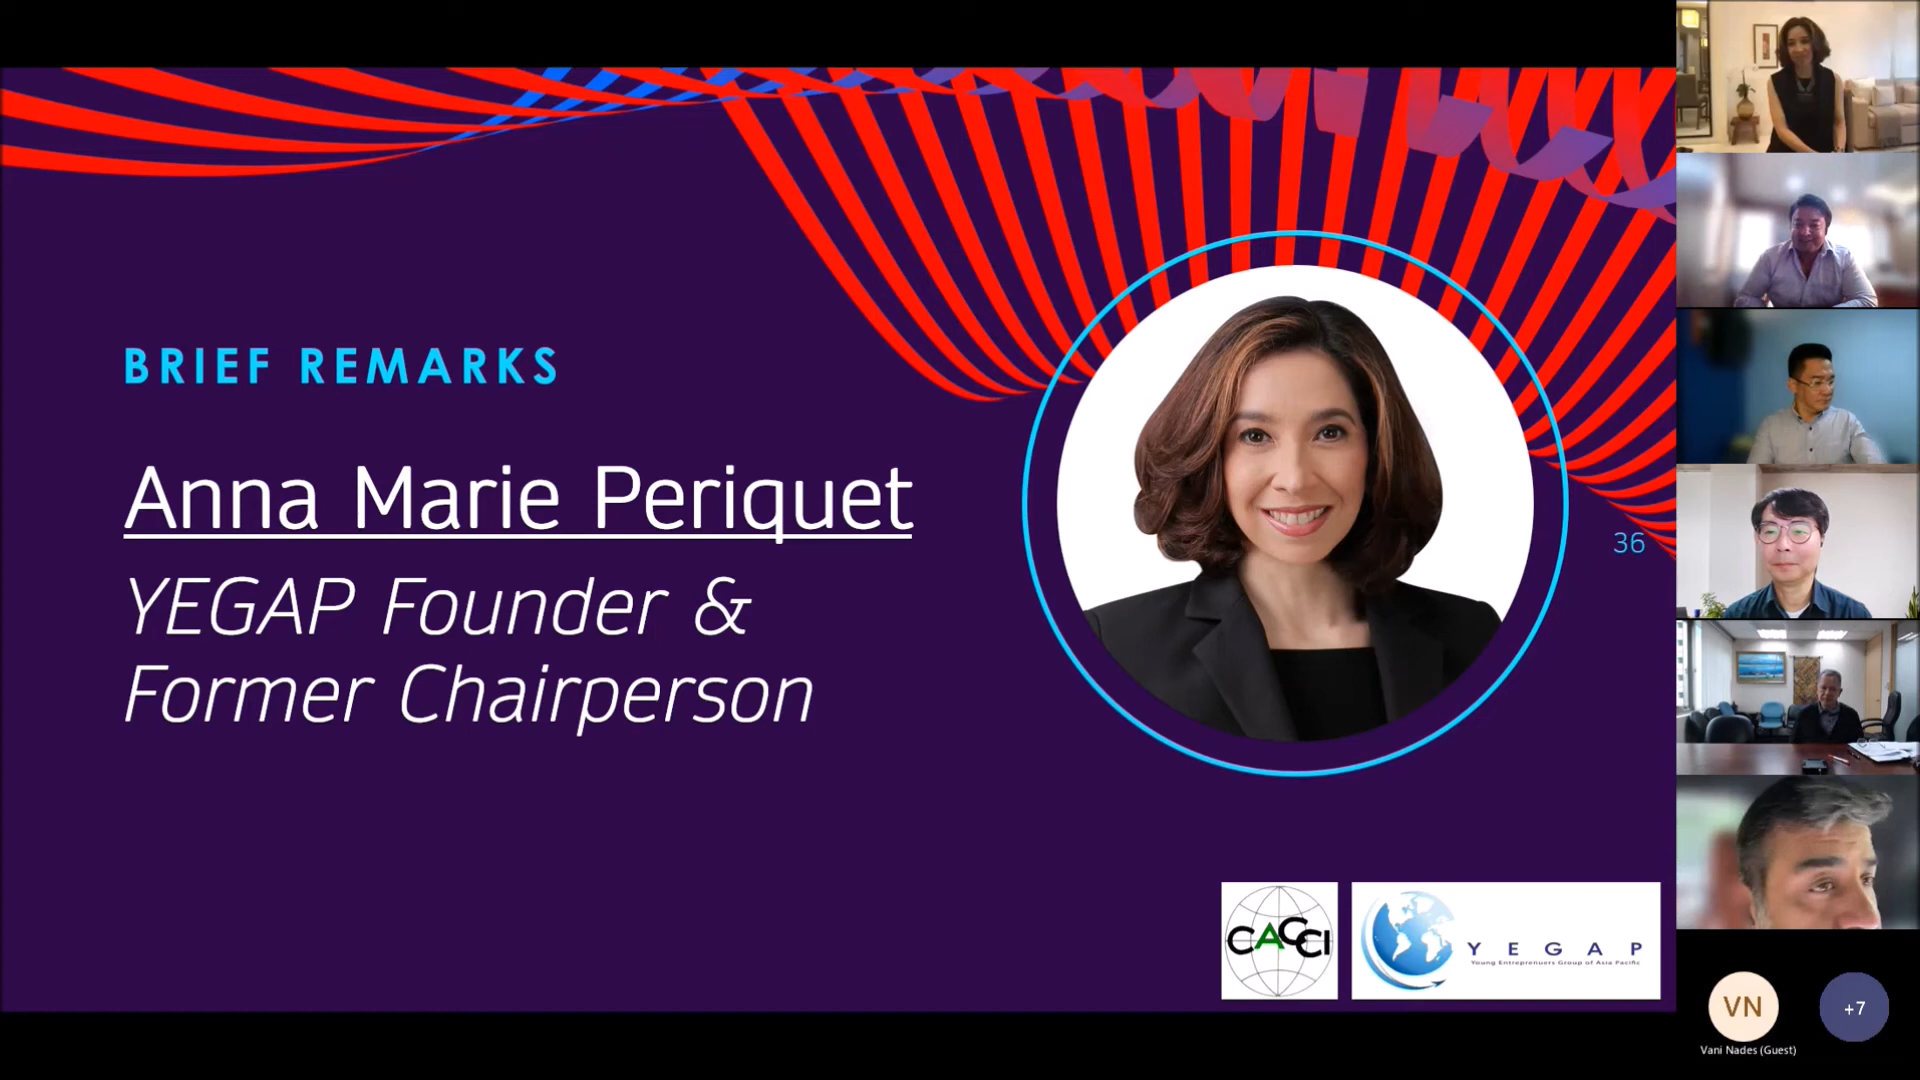 BRIEF REMARKS
Anna Marie Periquet
YEGAP Founder &
Former Chairperson
36
CACCI
YEGAP
Young Entreprenuers Group of Asia Pacific
VN
+7
Vani Nades (Guest)